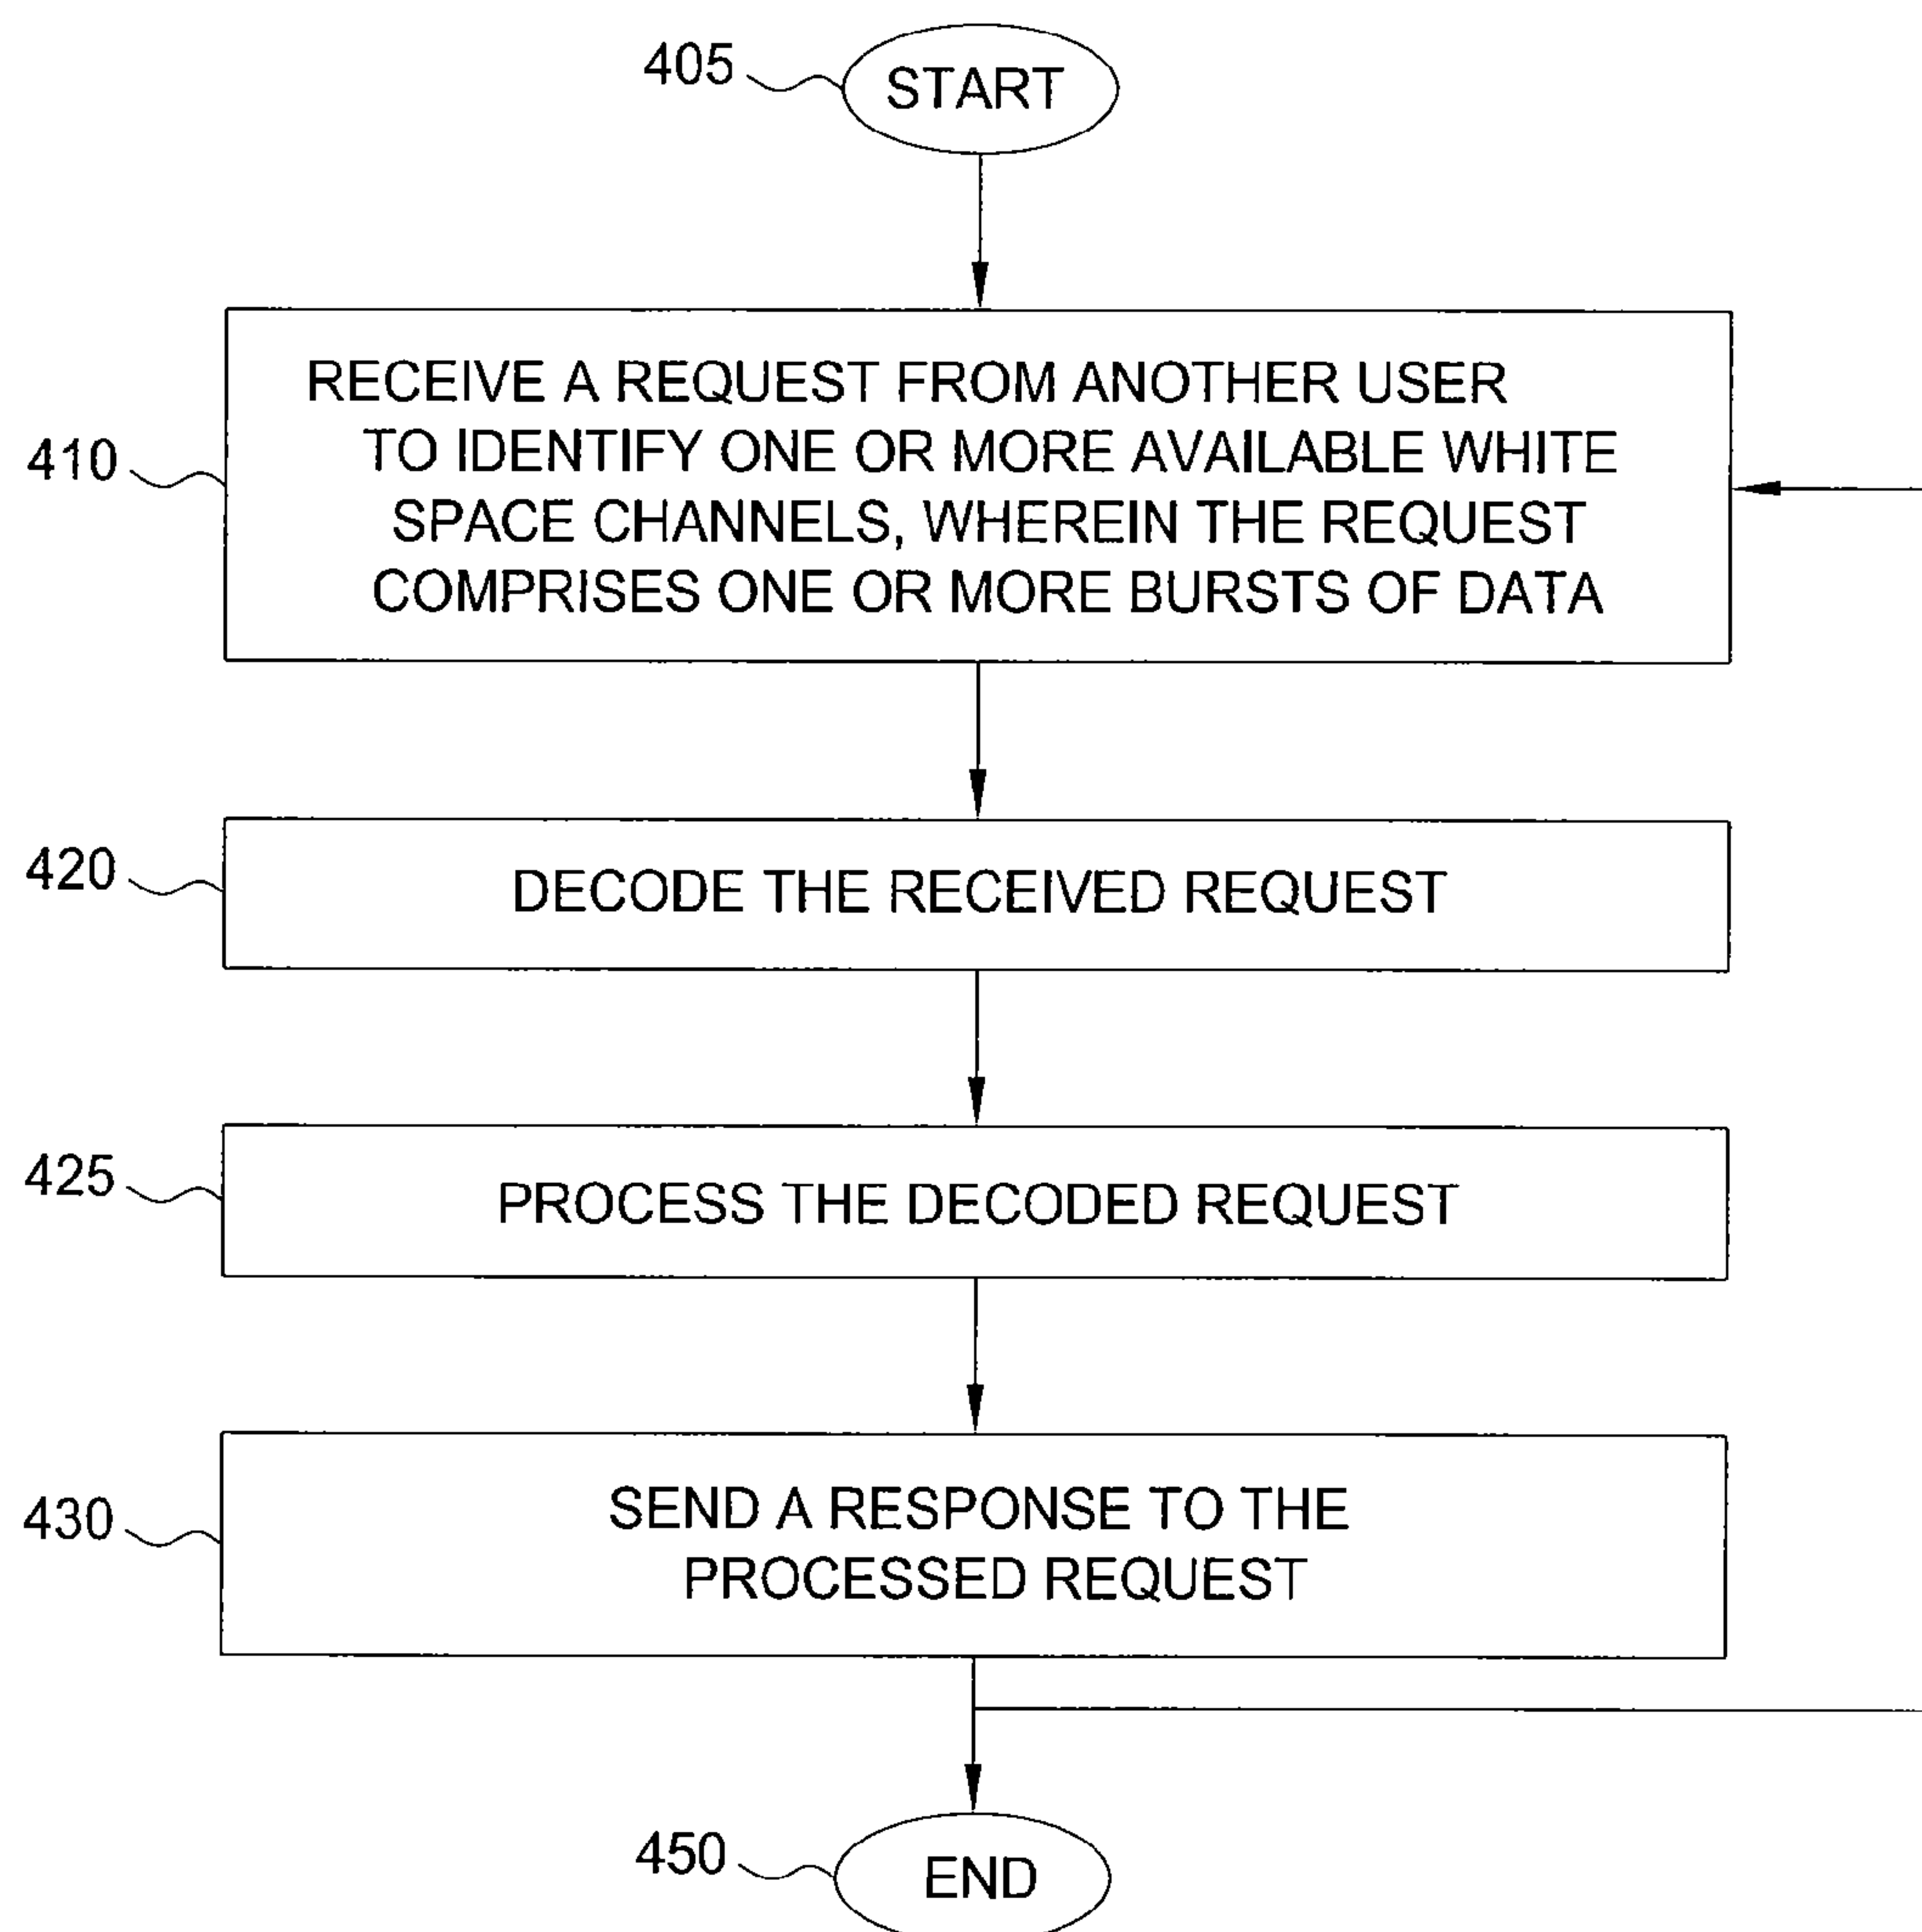 405
START
410
RECEIVE A REQUEST FROM ANOTHER USER
TO IDENTIFY ONE OR MORE AVAILABLE WHITE
SPACE CHANNELS, WHEREIN THE REQUEST
COMPRISES ONE OR MORE BURSTS OF DATA
420
DECODE THE RECEIVED REQUEST
425
PROCESS THE DECODED REQUEST
430
SEND A RESPONSE TO THE
PROCESSED REQUEST
450
END